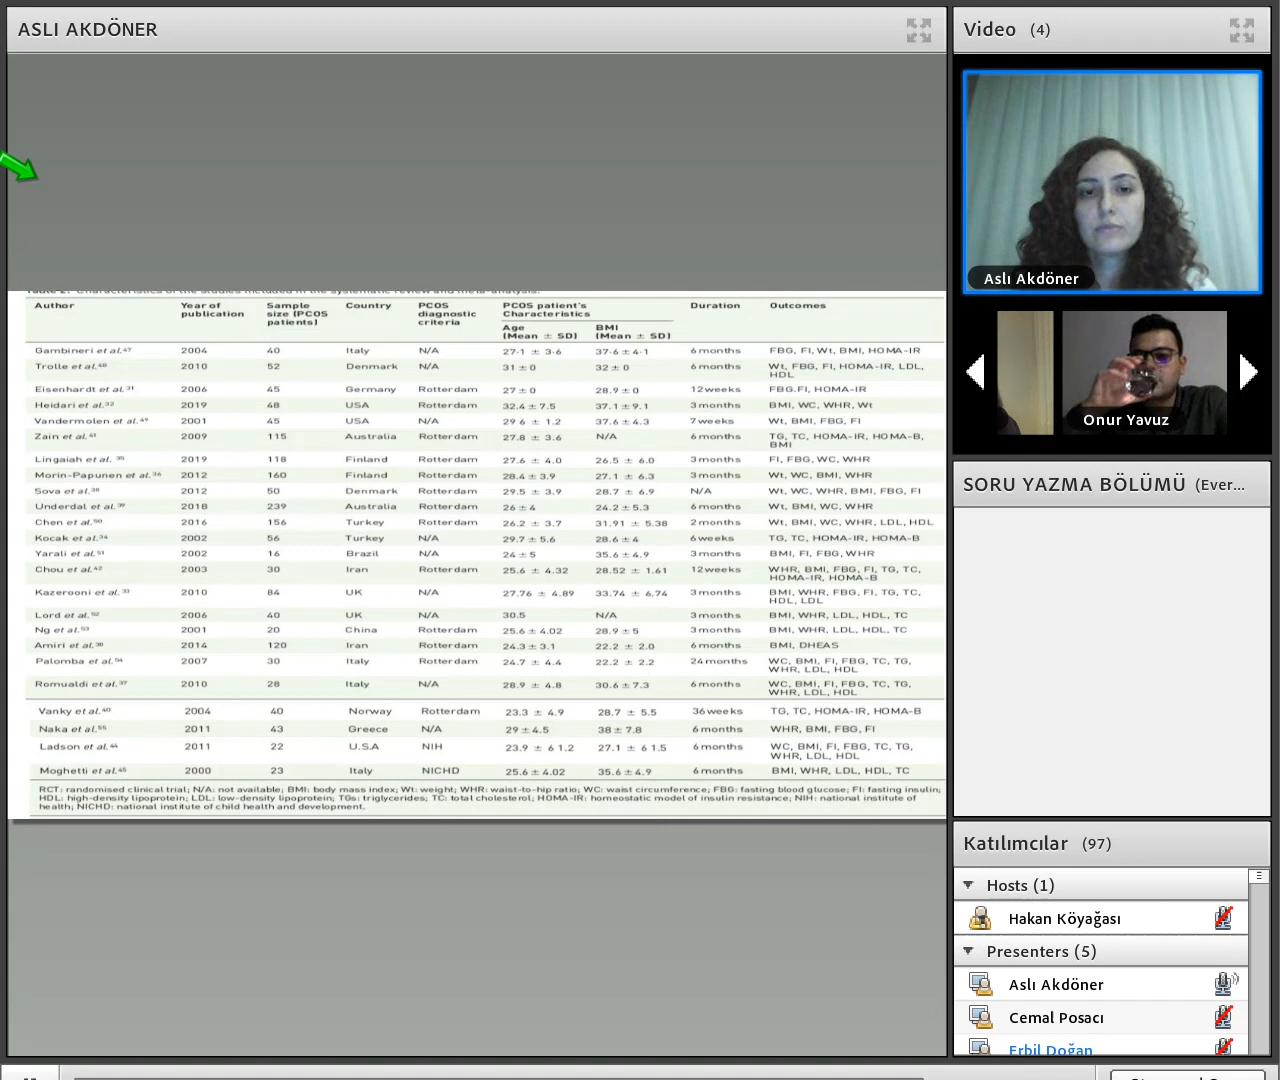 ASLI AKDÖNER
Author Year of publication Sample size (PCOS patients) Country PCOS diagnostic criteria PCOS patient's Characteristics Duration Outcomes
Age (Mean ± SD) BMI (Mean ± SD)
Gambineri et al.47 2004 40 Italy N/A 27·1 ± 3·6 37·6 ± 4·1 6 months FBG, FI, Wt, BMI, HOMA-IR
Trolle et al.48 2010 52 Denmark N/A 31 ± 0 32 ± 0 6 months Wt, FBG, FI, HOMA-IR, LDL, HDL
Eisenhardt et al.31 2006 45 Germany Rotterdam 27 ± 0 28.9 ± 0 12 weeks FBG.FI, HOMA-IR
Heidari et al.32 2019 48 USA Rotterdam 32.4 ± 7.5 37.1 ± 9.1 3 months BMI, WC, WHR, Wt
Vandermolen et al.49 2001 45 USA N/A 29 6 ± 1.2 37.6 ± 4.3 7 weeks Wt, BMI, FBG, FI
Zain et al.41 2009 115 Australia Rotterdam 27.8 ± 3.6 N/A 6 months TG, TC, HOMA-IR, HOMA-B, BMI
Lingaiah et al. 35 2019 118 Finland Rotterdam 27.6 ± 4.0 26.5 ± 6.0 3 months FI, FBG, WC, WHR
Morin-Papunen et al.36 2012 160 Finland Rotterdam 28.4 ± 3.9 27.1 ± 6.3 3 months Wt, WC, BMI, WHR
Sova et al.38 2012 50 Denmark Rotterdam 29.5 ± 3.9 28.7 ± 6.9 N/A Wt, WC, WHR, BMI, FBG, FI
Underdal et al.39 2018 239 Australia Rotterdam 26 ± 4 24.2 ± 5.3 6 months Wt, BMI, WC, WHR
Chen et al.50 2016 156 Turkey Rotterdam 26.2 ± 3.7 31.91 ± 5.38 2 months Wt, BMI, WC, WHR, LDL, HDL
Kocak et al.34 2002 56 Turkey Rotterdam 29.7 ± 5.6 28.6 ± 4 6 weeks TG, TC, HOMA-IR, HOMA-B
Yarali et al.51 2002 16 Brazil N/A 24 ± 5 35.6 ± 4.9 3 months BMI, FI, FBG, WHR
Chou et al.42 2003 30 Iran Rotterdam 25.6 ± 4.32 28.52 ± 1.61 12 weeks WHR, BMI, FBG, FI, TG, TC, HOMA-IR, HOMA-B
Kazerooni et al. 33 2010 84 UK N/A 27.76 ± 4.89 33.74 ± 6.74 3 months BMI, WHR, FBG, FI, TG, TC, HDL, LDL
Lord et al.52 2006 40 UK N/A 30.5 N/A 3 months BMI, WHR, LDL, HDL, TC
Ng et al.53 2001 20 China Rotterdam 25.6 ± 4.02 28.9 ± 5 3 months BMI, WHR, LDL, HDL, TC
Amiri et al.30 2014 120 Iran Rotterdam 24.3 ± 3.1 22.2 ± 2.0 6 months BMI, DHEAS
Palomba et al.54 2007 30 Italy Rotterdam 24.7 ± 4.4 22.2 ± 2.2 24 months WC, BMI, FI, FBG, TC, TG, WHR, LDL, HDL
Romualdi et al.37 2010 28 Italy N/A 28.9 ± 4.8 30.6 ± 7.3 6 months WC, BMI, FI, FBG, TC, TG, WHR, LDL, HDL
Vanky et al.40 2004 40 Norway Rotterdam 23.3 ± 4.9 28.7 ± 5.5 36 weeks TG, TC, HOMA-IR, HOMA-B
Naka et al.55 2011 43 Greece N/A 29 ± 4.5 38 ± 7.8 6 months WHR, BMI, FBG, FI
Ladson et al.44 2011 22 U.S.A NIH 23.9 ± 6 1.2 27.1 ± 6 1.5 6 months WC, BMI, FI, FBG, TC, TG, WHR, LDL, HDL
Moghetti et al.45 2000 23 Italy NICHD 25.6 ± 4.02 35.6 ± 4.9 6 months BMI, WHR, LDL, HDL, TC
RCT: randomised clinical trial; N/A: not available; BMI: body mass index; Wt: weight; WHR: waist-to-hip ratio; WC: waist circumference; FBG: fasting blood glucose; FI: fasting insulin;
HDL: high-density lipoprotein; LDL: low-density lipoprotein; TGs: triglycerides; TC: total cholesterol; HOMA-IR: homeostatic model of insulin resistance; NIH: national institute of
health; NICHD: national institute of child health and development.
Video (4)
Aslı Akdöner
Onur Yavuz
SORU YAZMA BÖLÜMÜ (Ever...
Katılımcılar (97)
Hosts (1)
Hakan Köyağası
Presenters (5)
Aslı Akdöner
Cemal Posacı
Erbil Doğan